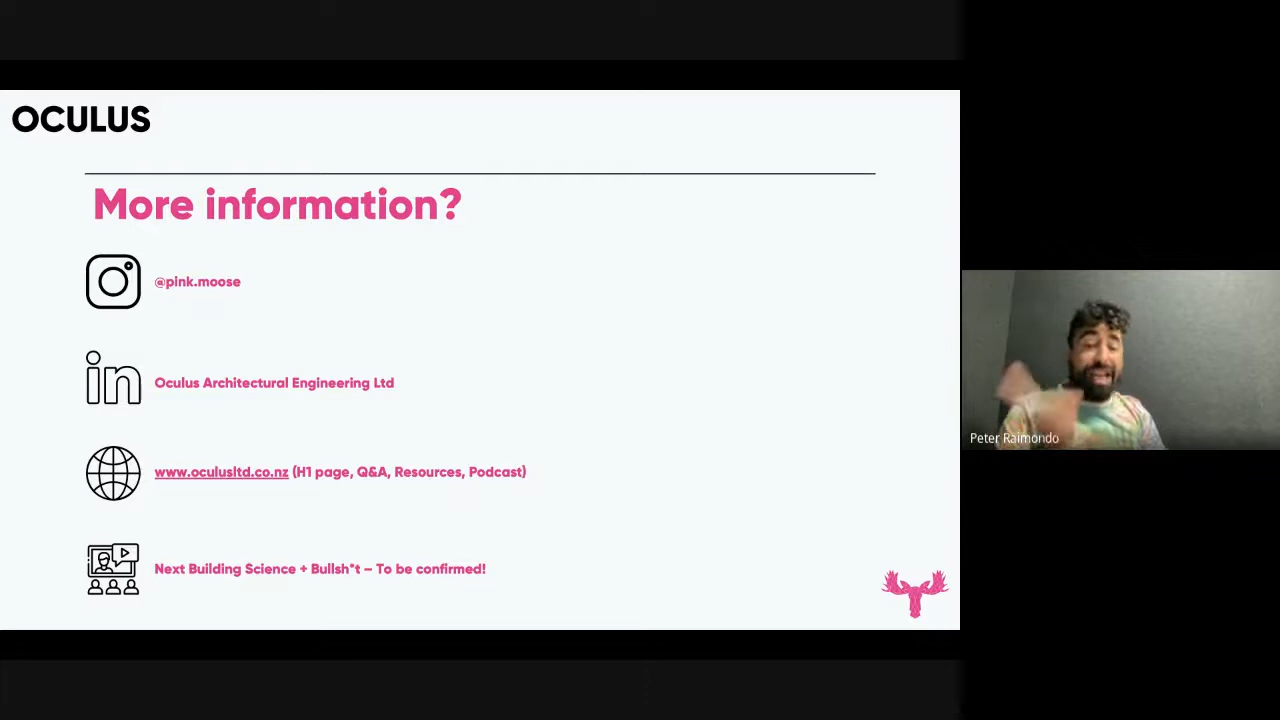 OCULUS
More information?
@pink.moose
in
Oculus Architectural Engineering Ltd
www.oculusltd.co.nz (H1 page, Q&A, Resources, Podcast)
Next Building Science + Bullsh*t – To be confirmed!
Peter Raimondo